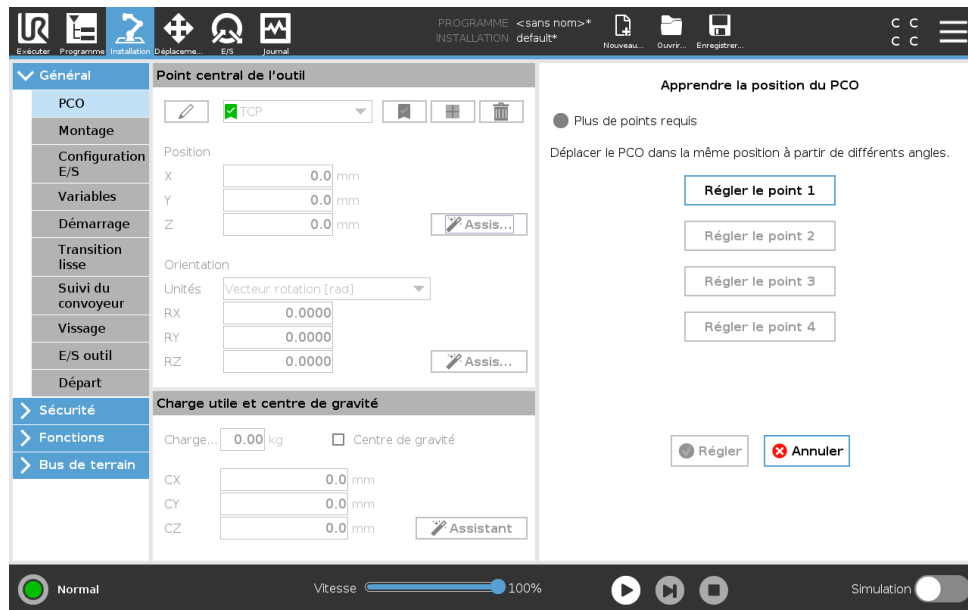 UR
PROGRAMME <sans nom>*
INSTALLATION default*
Exécuter Programme Installation Déplaceme... E/S Journal
Nouveau... Ouvrir... Enregistrer...
C C
C C
Général
PCO
Montage
Configuration
E/S
Variables
Démarrage
Transition
lisse
Suivi du
convoyeur
Vissage
E/S outil
Départ
Sécurité
Fonctions
Bus de terrain
Point central de l'outil
TCP
Position
X 0.0 mm
Y 0.0 mm
Z 0.0 mm Assis...
Orientation
Unités Vecteur rotation [rad]
RX 0.0000
RY 0.0000
RZ 0.0000 Assis...
Charge utile et centre de gravité
Charge... 0.00 kg Centre de gravité
CX 0.0 mm
CY 0.0 mm
CZ 0.0 mm Assistant
Apprendre la position du PCO
Plus de points requis
Déplacer le PCO dans la même position à partir de différents angles.
Régler le point 1
Régler le point 2
Régler le point 3
Régler le point 4
Régler Annuler
Normal Vitesse 100% Simulation